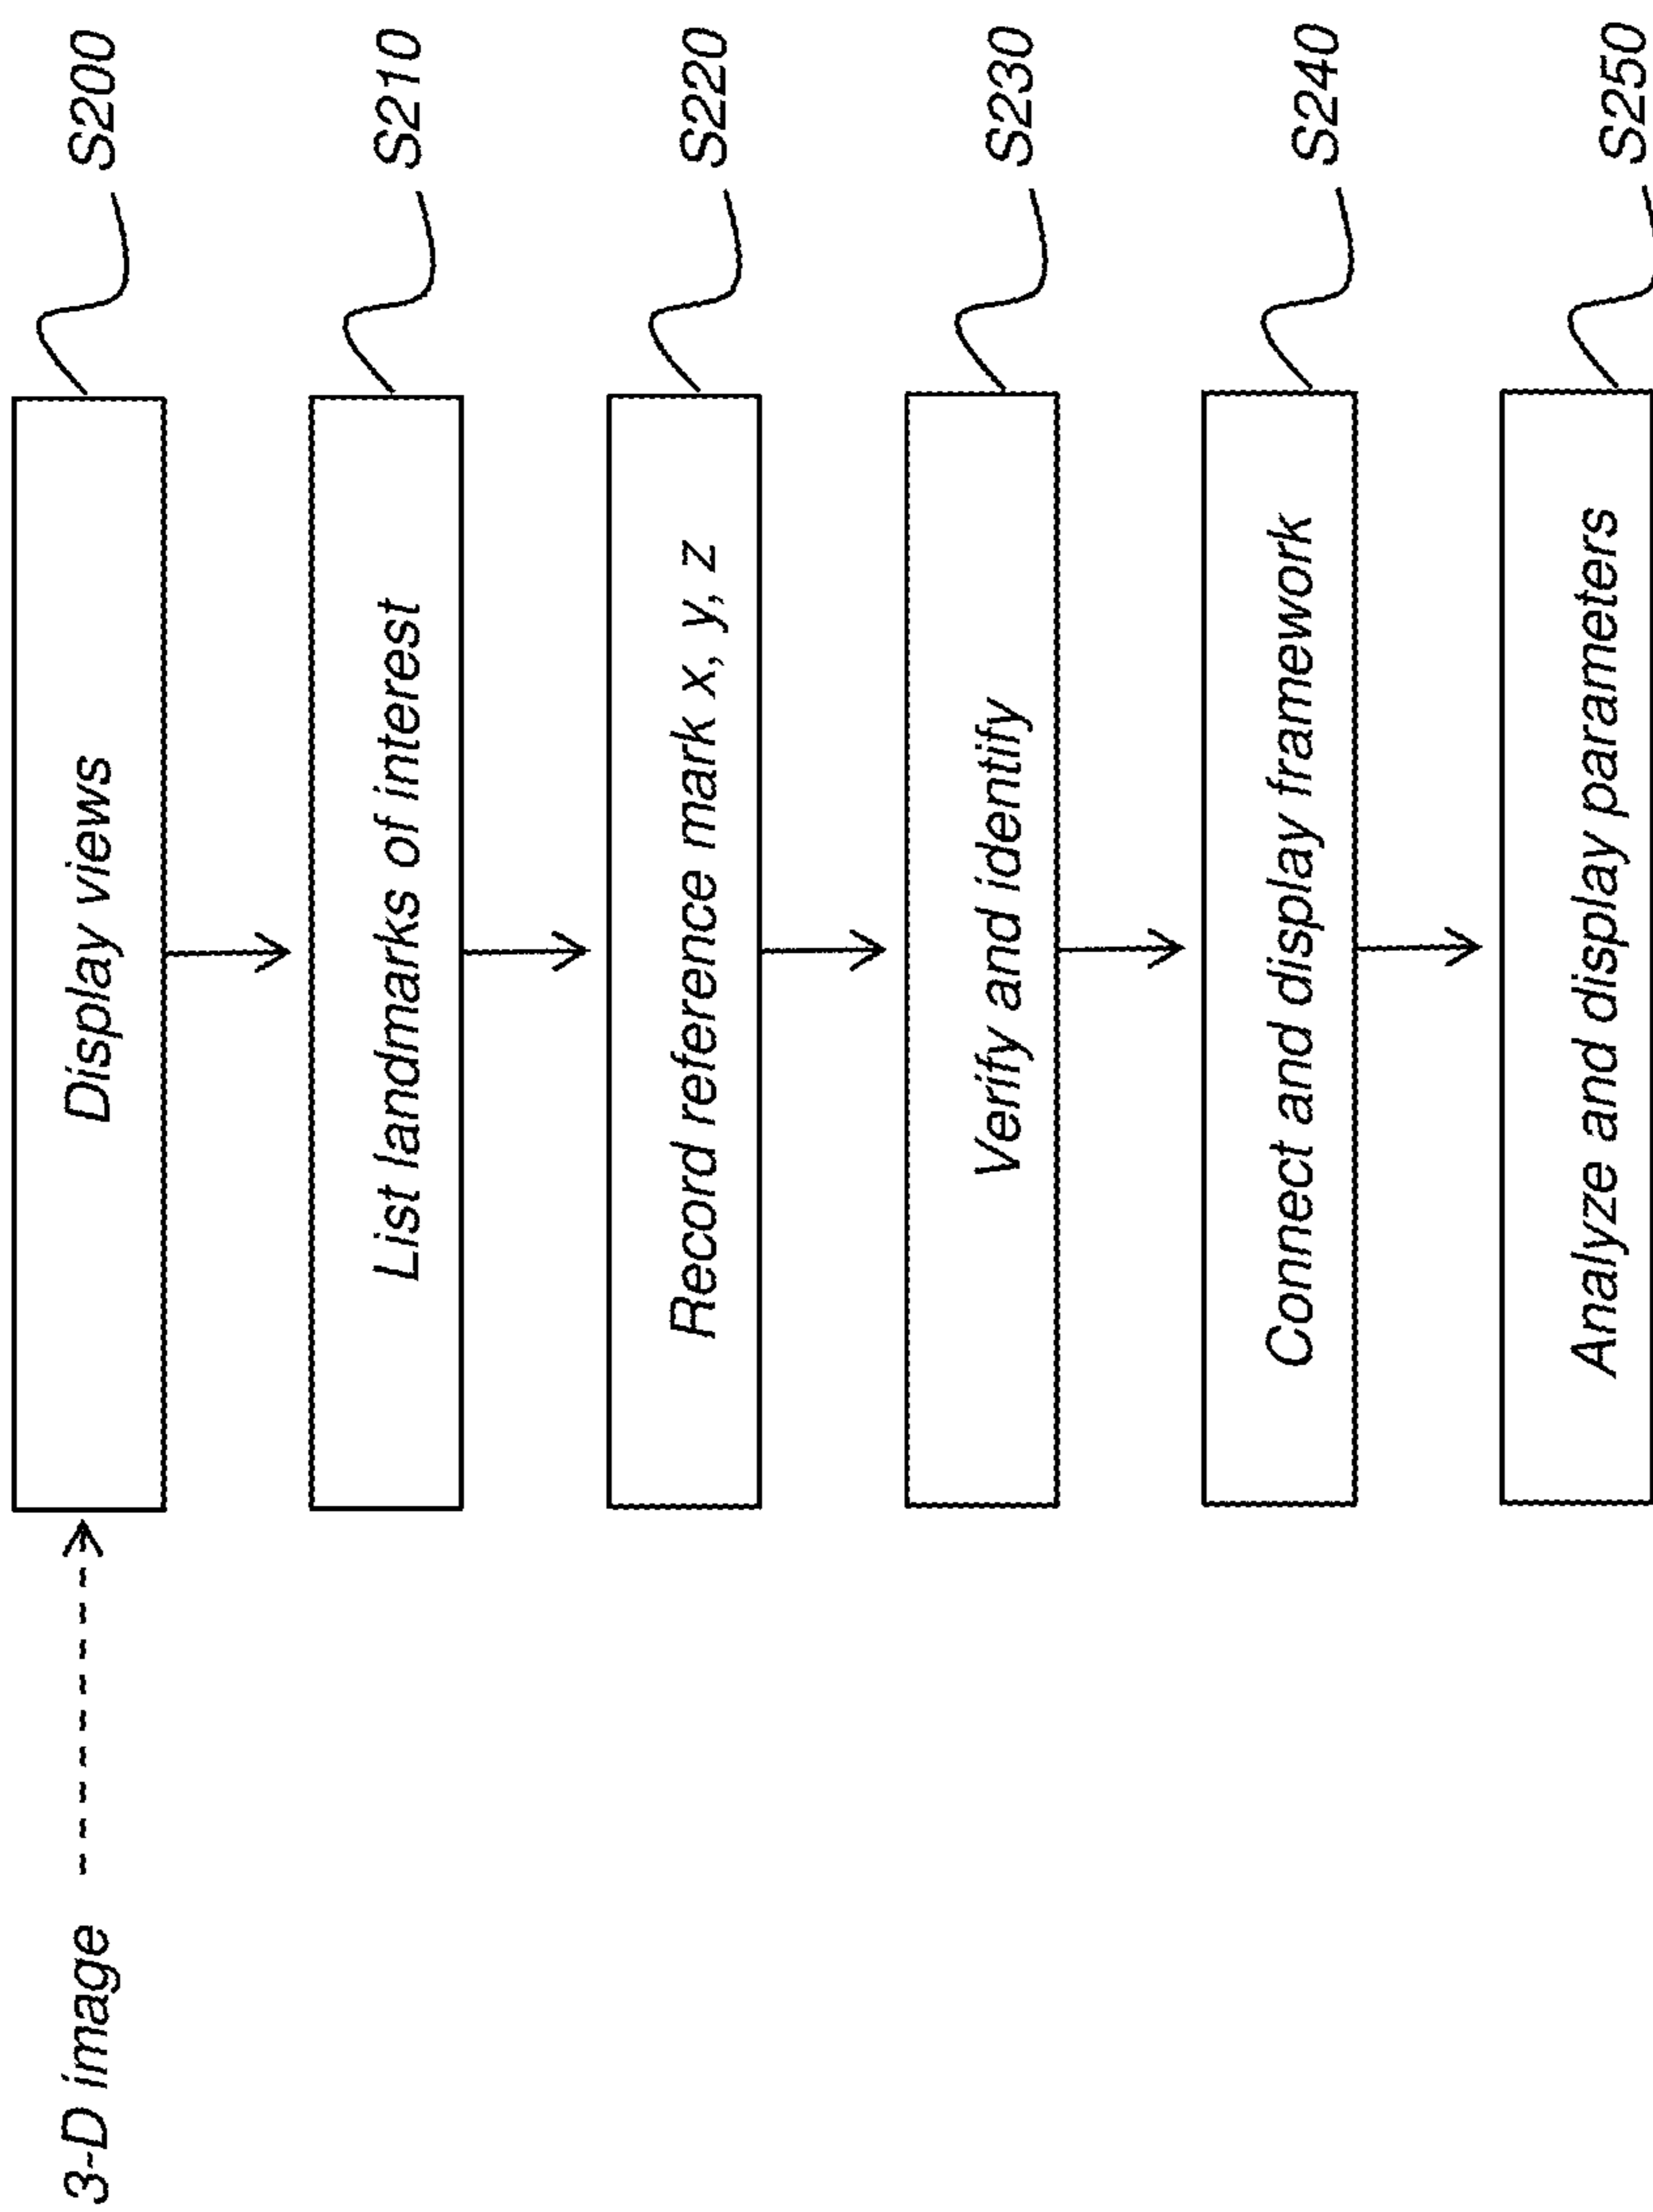 3-D image
Display views
S200
List landmarks of interest
S210
Record reference mark x, y, z
S220
Verify and identify
S230
Connect and display framework
S240
Analyze and display parameters
S250